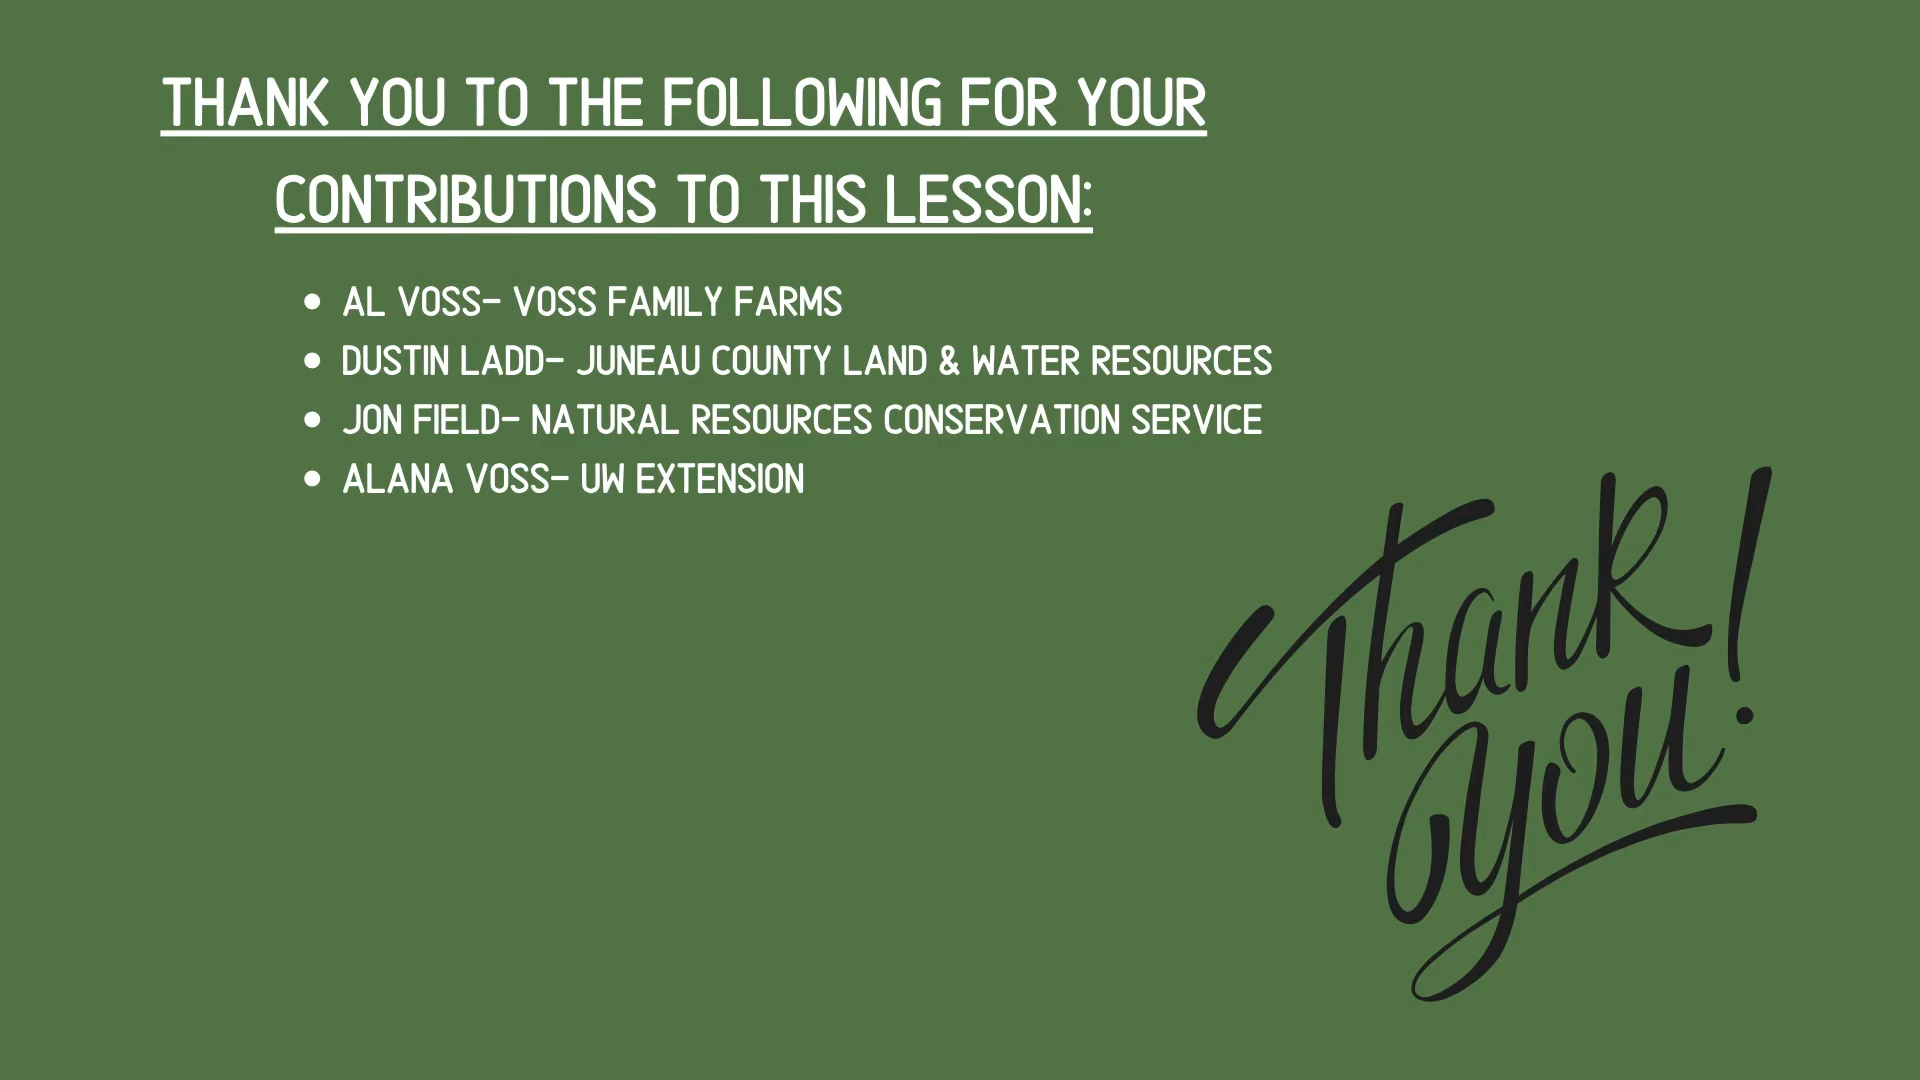 THANK YOU TO THE FOLLOWING FOR YOUR
CONTRIBUTIONS TO THIS LESSON:
AL VOSS- VOSS FAMILY FARMS
DUSTIN LADD- JUNEAU COUNTY LAND & WATER RESOURCES
JON FIELD- NATURAL RESOURCES CONSERVATION SERVICE
ALANA VOSS- UW EXTENSION
Thank
you!